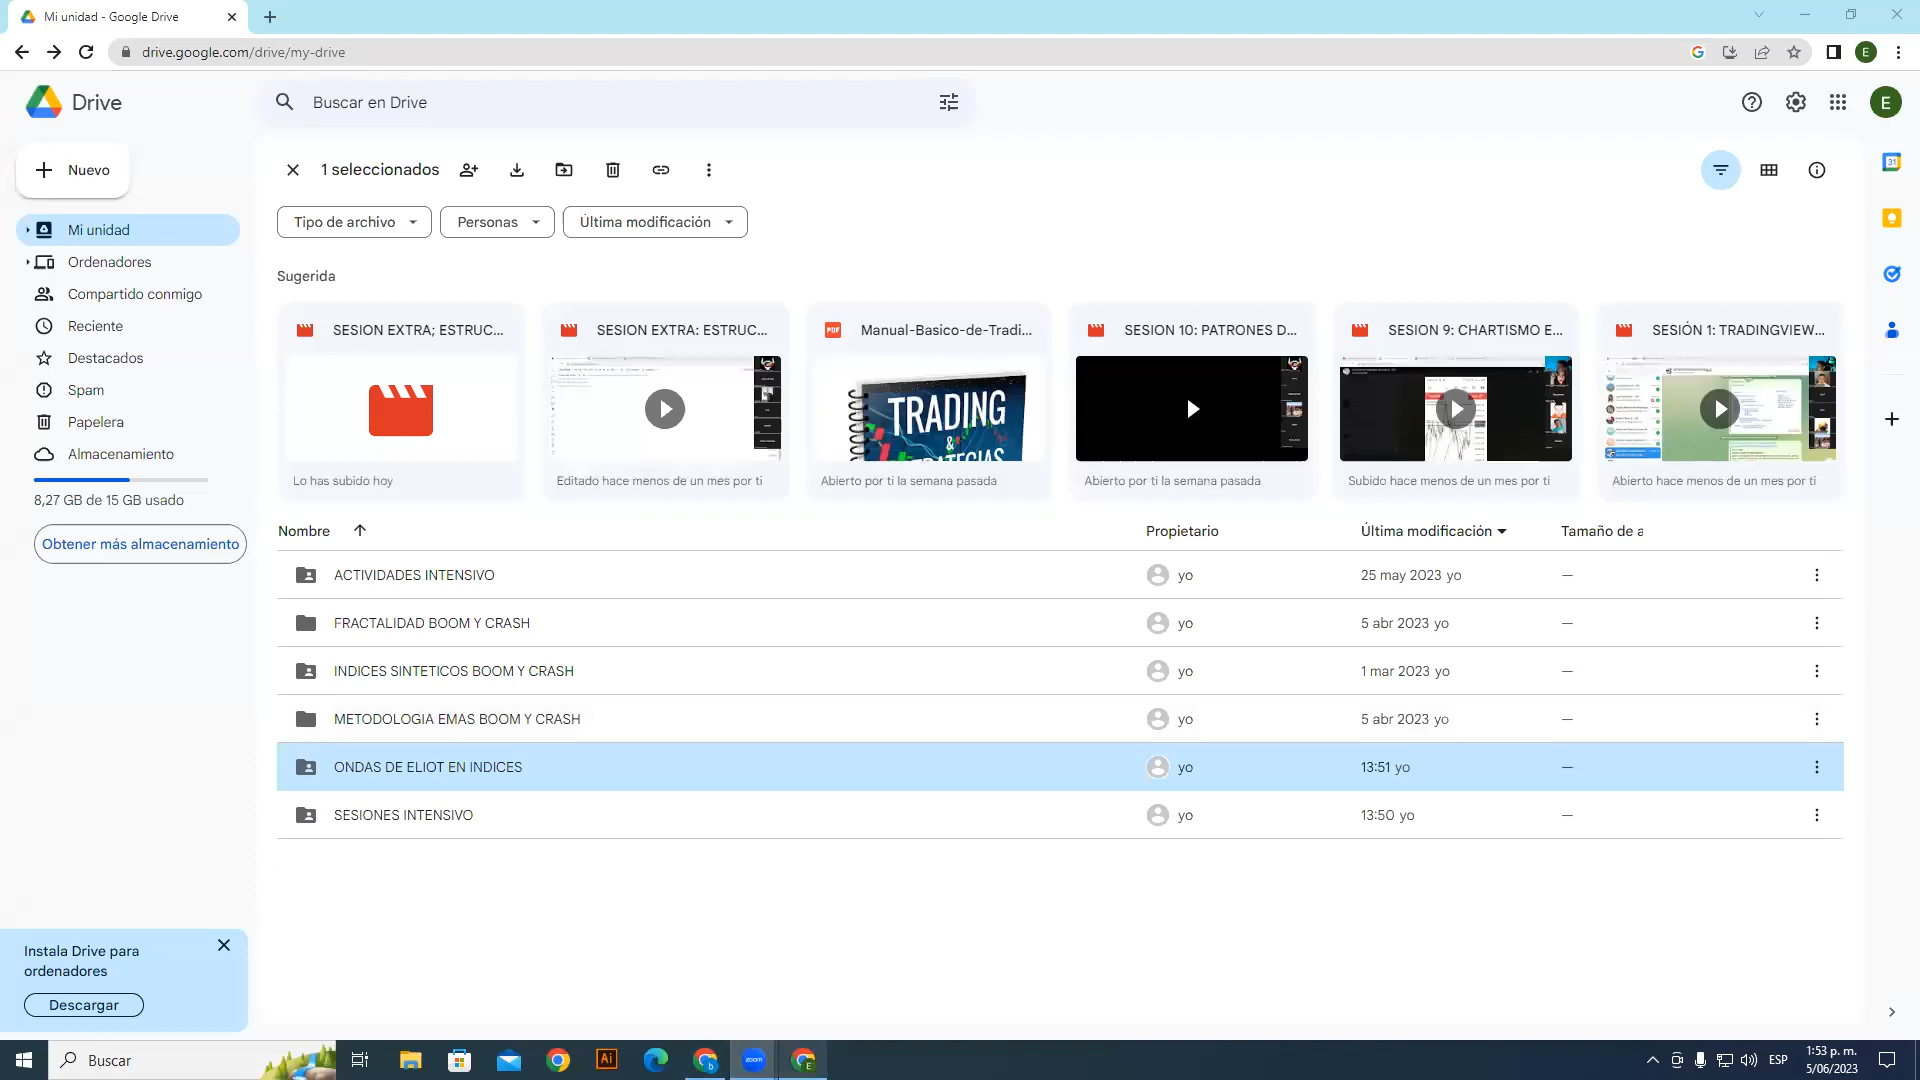 Mi unidad - Google Drive
drive.google.com/drive/my-drive
E
Drive
Buscar en Drive
E
Nuevo
1 seleccionados
31
Mi unidad
Ordenadores
Compartido conmigo
Reciente
Destacados
Spam
Papelera
Almacenamiento
8,27 GB de 15 GB usado
Obtener más almacenamiento
Tipo de archivo
Personas
Última modificación
Sugerida
SESION EXTRA; ESTRUC...
Lo has subido hoy
SESION EXTRA: ESTRUC...
Editado hace menos de un mes por ti
PDF
Manual-Basico-de-Tradi...
TRADING
&
ESTRATEGIAS
Abierto por ti la semana pasada
SESION 10: PATRONES D...
Abierto por ti la semana pasada
SESION 9: CHARTISMO E...
Subido hace menos de un mes por ti
SESIÓN 1: TRADINGVIEW...
Abierto hace menos de un mes por ti
Nombre Propietario Última modificación Tamaño de a
ACTIVIDADES INTENSIVO yo 25 may 2023 yo —
FRACTALIDAD BOOM Y CRASH yo 5 abr 2023 yo —
INDICES SINTETICOS BOOM Y CRASH yo 1 mar 2023 yo —
METODOLOGIA EMAS BOOM Y CRASH yo 5 abr 2023 yo —
ONDAS DE ELIOT EN INDICES yo 13:51 yo —
SESIONES INTENSIVO yo 13:50 yo —
Instala Drive para
ordenadores
Descargar
Buscar
Ai
b
zoom
E
ESP
1:53 p. m.
5/06/2023